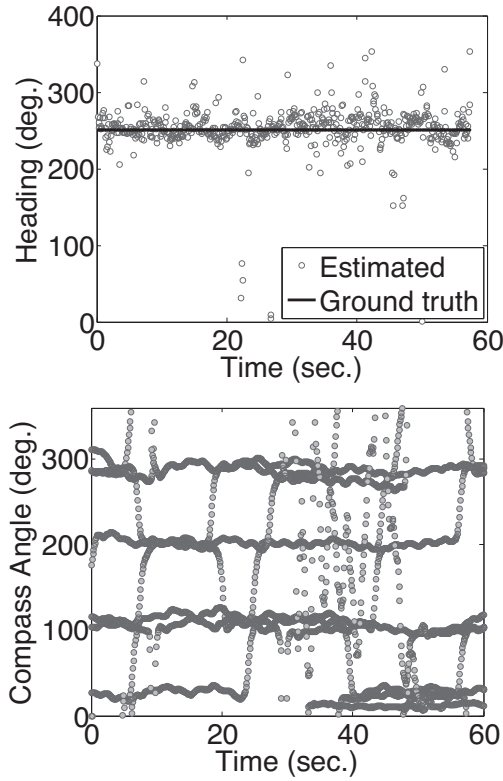 400
300
200
100
0
Heading (deg.)
Estimated
Ground truth
0
20
40
60
Time (sec.)
300
200
100
0
Compass Angle (deg.)
0
20
40
60
Time (sec.)